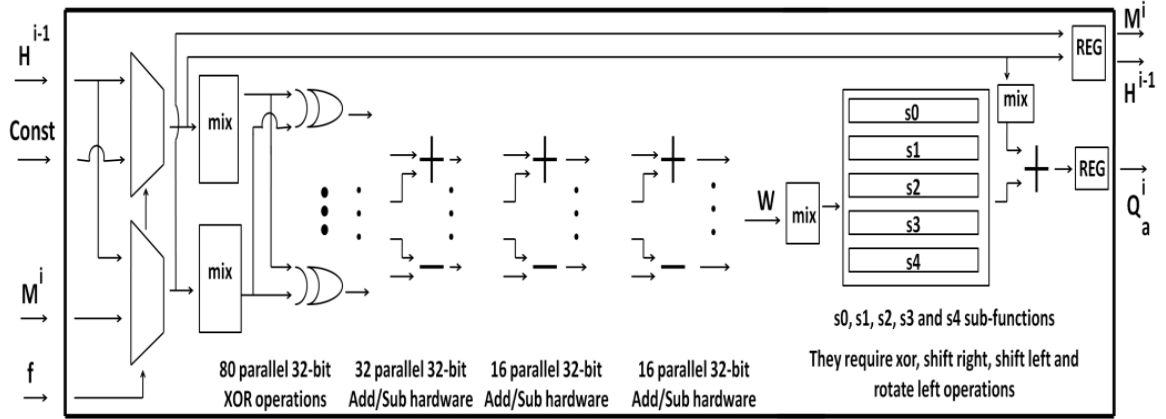 H i-1
Const
M i
f
mix
mix
80 parallel 32-bit
XOR operations
32 parallel 32-bit
Add/Sub hardware
16 parallel 32-bit
Add/Sub hardware
16 parallel 32-bit
Add/Sub hardware
W
mix
s0
s1
s2
s3
s4
s0, s1, s2, s3 and s4 sub-functions
They require xor, shift right, shift left and
rotate left operations
mix
REG
REG
M i
H i-1
Q a i